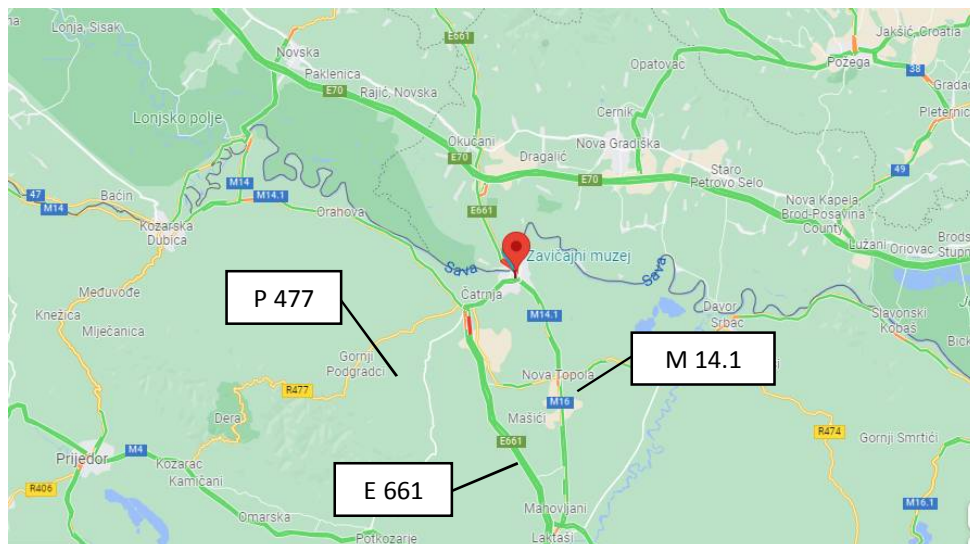 Lonja, Sisak
Novska
E661
Jakšić, Croatia
Požega
38
Opatovac
Paklenica
E70
Rajić, Novska
Pleternica
Lonjsko polje
Cernik
Okučani
E70
Dragalić
Nova Gradiška
E70
Staro
Petrovo Selo
49
47
M14
Baćin
M14
M14.1
Orahova
E661
Nova Kapela,
Brod-Posavina
County
Kozarska
Dubica
Lužani
Oriovac
Zavičajni muzej
Sava
Sava
Međuvođe
P 477
Čatrnja
M14.1
Davor
Srbac
Slavonski
Kobaš
Knežica
Mlječanica
M 14.1
Gornji
Podgradci
Nova Topola
R477
M16
Dera
Mašići
R474
Gornji Smrtići
E661
Prijedor
M4
Kozarac
Kamičani
E 661
R406
Mahovljani
M16.1
Omarska
Potkozarje
Laktaši